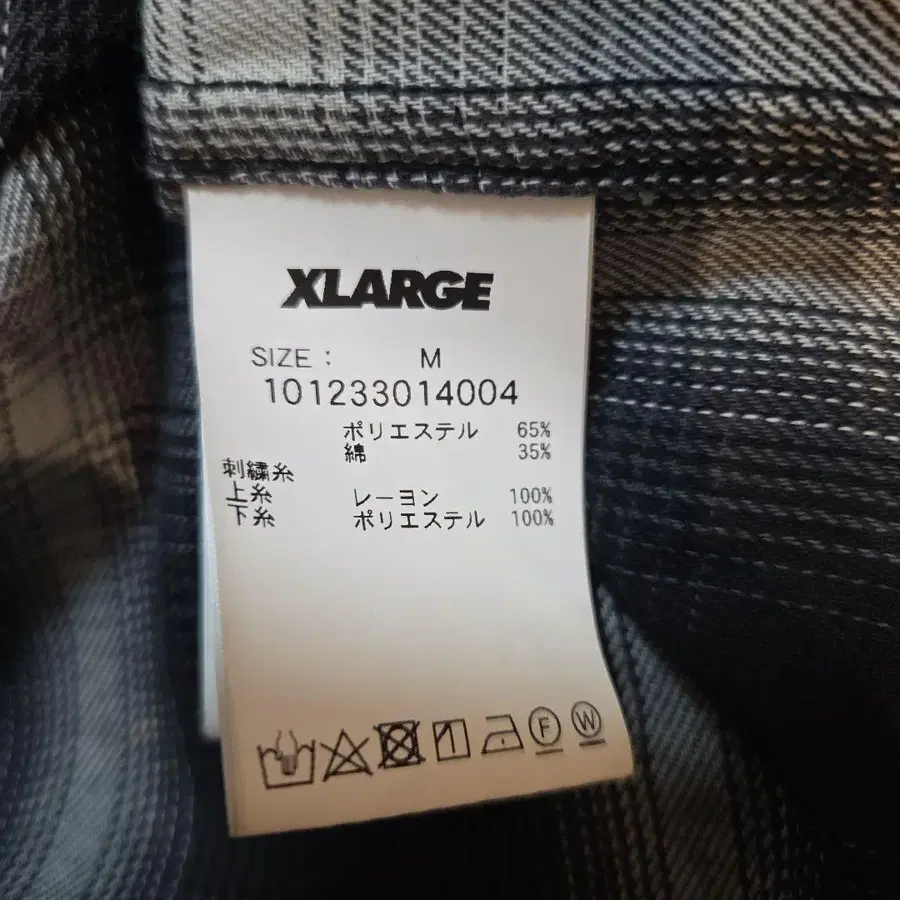 XLARGE
SIZE : M
101233014004
ポリエステル 65%
綿 35%
刺繍糸
上糸 レーヨン 100%
下糸 ポリエステル 100%
F W